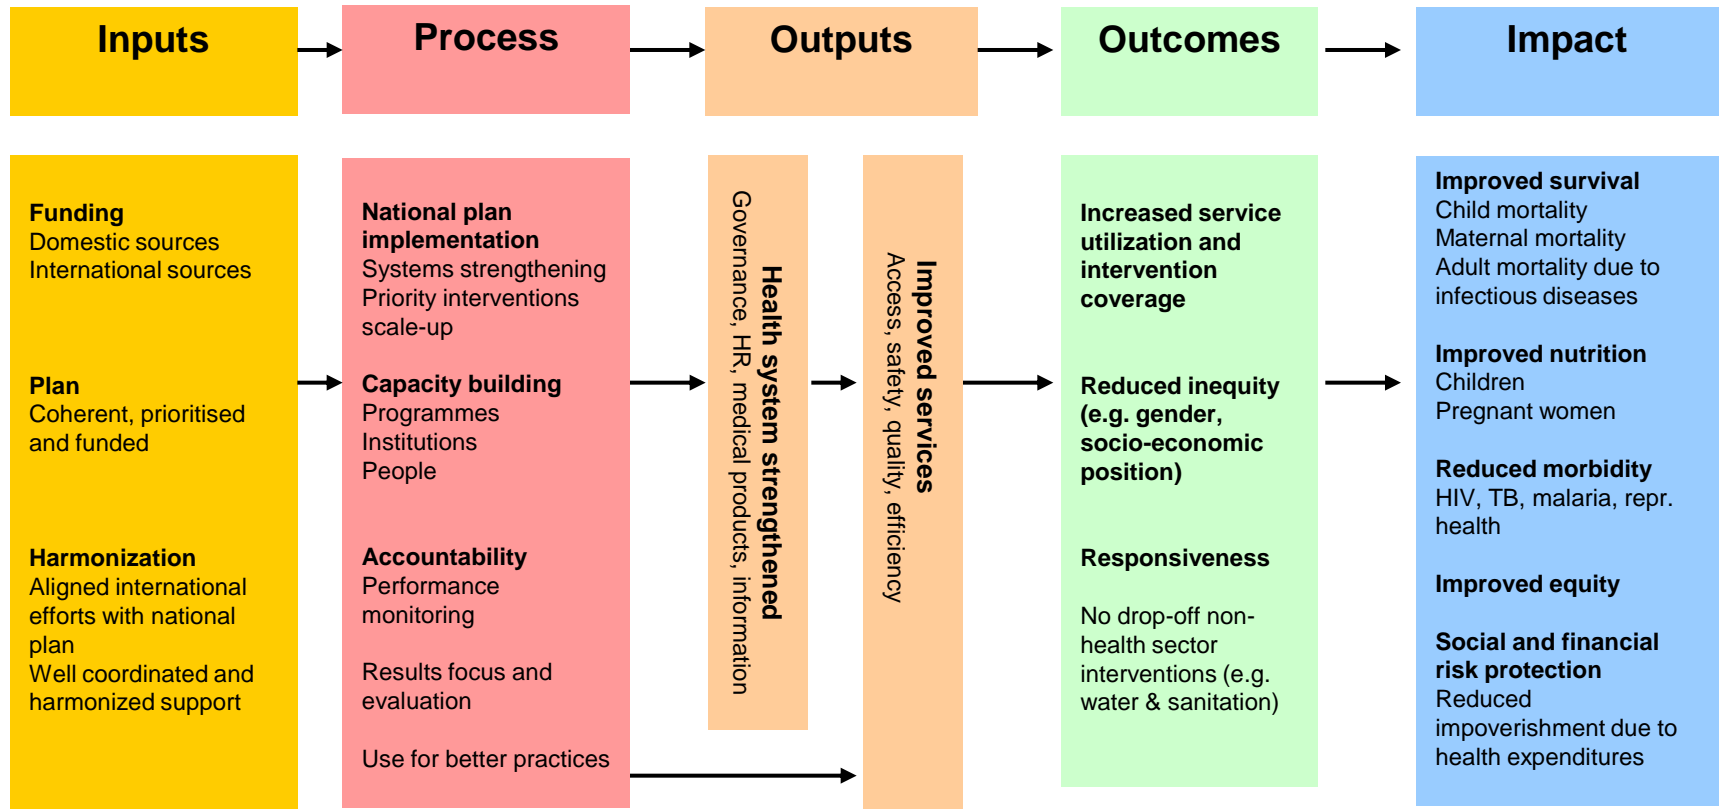 Inputs
Process
Outputs
Outcomes
Impact
Funding
Domestic sources
International sources
Plan
Coherent, prioritised
and funded
Harmonization
Aligned international
efforts with national
plan
Well coordinated and
harmonized support
National plan
implementation
Systems strengthening
Priority interventions
scale-up
Capacity building
Programmes
Institutions
People
Accountability
Performance
monitoring
Results focus and
evaluation
Use for better practices
Health system strengthened
Governance, HR, medical products, information
Improved services
Access, safety, quality, efficiency
Increased service
utilization and
intervention
coverage
Reduced inequity
(e.g. gender,
socio-economic
position)
Responsiveness
No drop-off non-
health sector
interventions (e.g.
water & sanitation)
Improved survival
Child mortality
Maternal mortality
Adult mortality due to
infectious diseases
Improved nutrition
Children
Pregnant women
Reduced morbidity
HIV, TB, malaria, repr.
health
Improved equity
Social and financial
risk protection
Reduced
impoverishment due to
health expenditures